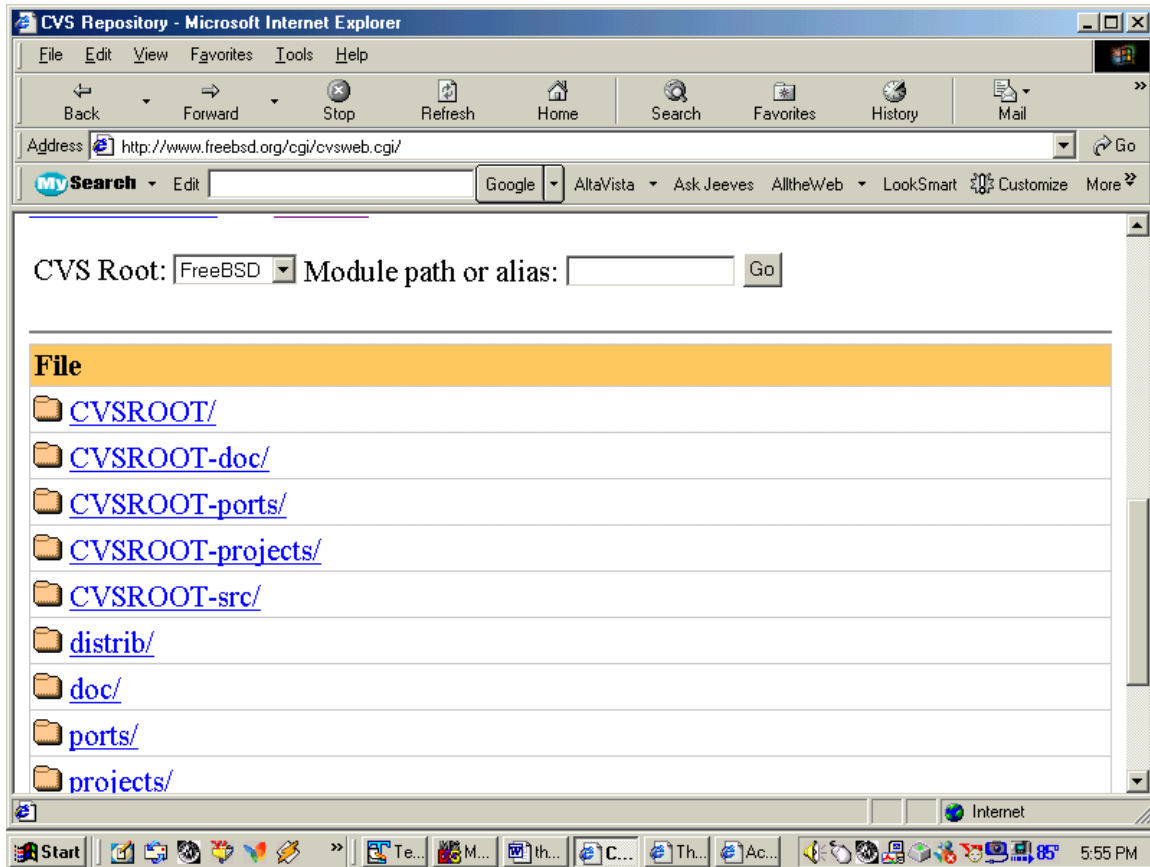 CVS Repository - Microsoft Internet Explorer
File Edit View Favorites Tools Help
Back Forward Stop Refresh Home Search Favorites History Mail »
Address http://www.freebsd.org/cgi/cvsweb.cgi/ Go
My Search Edit Google AltaVista Ask Jeeves AlltheWeb LookSmart Customize More »
CVS Root: FreeBSD Module path or alias: Go
File
CVSROOT/
CVSROOT-doc/
CVSROOT-ports/
CVSROOT-projects/
CVSROOT-src/
distrib/
doc/
ports/
projects/
Internet
Start » Te... M... th... C... Th... Ac... 85° 5:55 PM